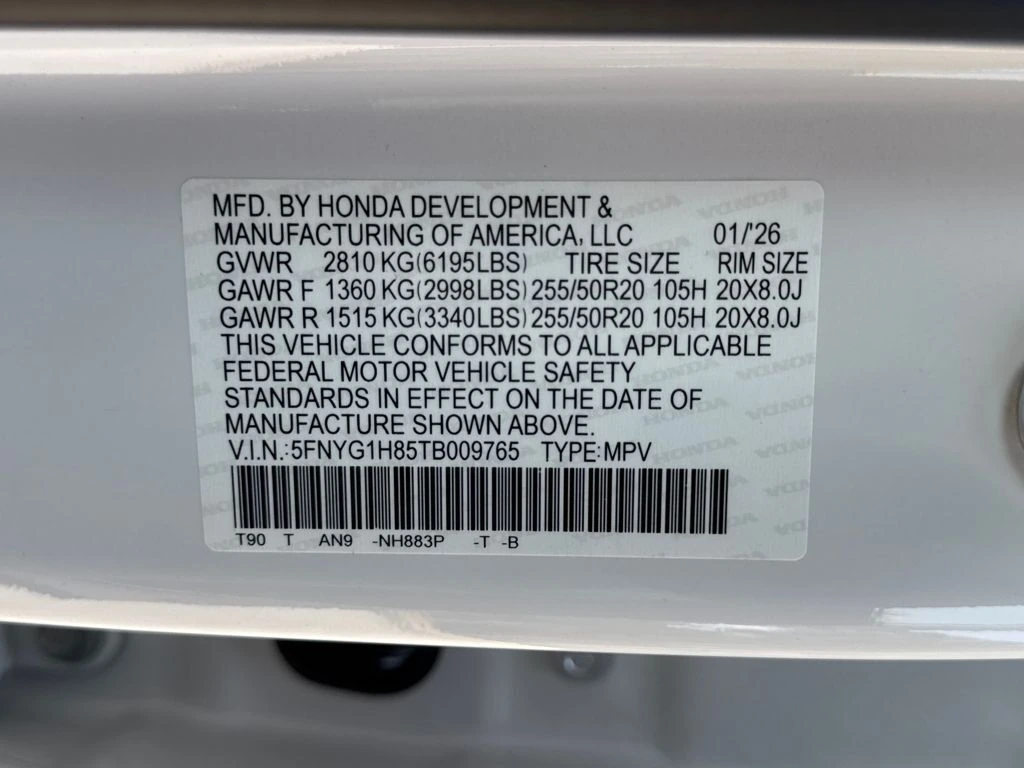 MFD. BY HONDA DEVELOPMENT &
MANUFACTURING OF AMERICA, LLC 01/'26
GVWR 2810 KG(6195LBS) TIRE SIZE RIM SIZE
GAWR F 1360 KG(2998LBS) 255/50R20 105H 20X8.0J
GAWR R 1515 KG(3340LBS) 255/50R20 105H 20X8.0J
THIS VEHICLE CONFORMS TO ALL APPLICABLE
FEDERAL MOTOR VEHICLE SAFETY
STANDARDS IN EFFECT ON THE DATE OF
MANUFACTURE SHOWN ABOVE.
V.I.N.:5FNYG1H85TB009765 TYPE:MPV
T90 T AN9 -NH883P -T -B